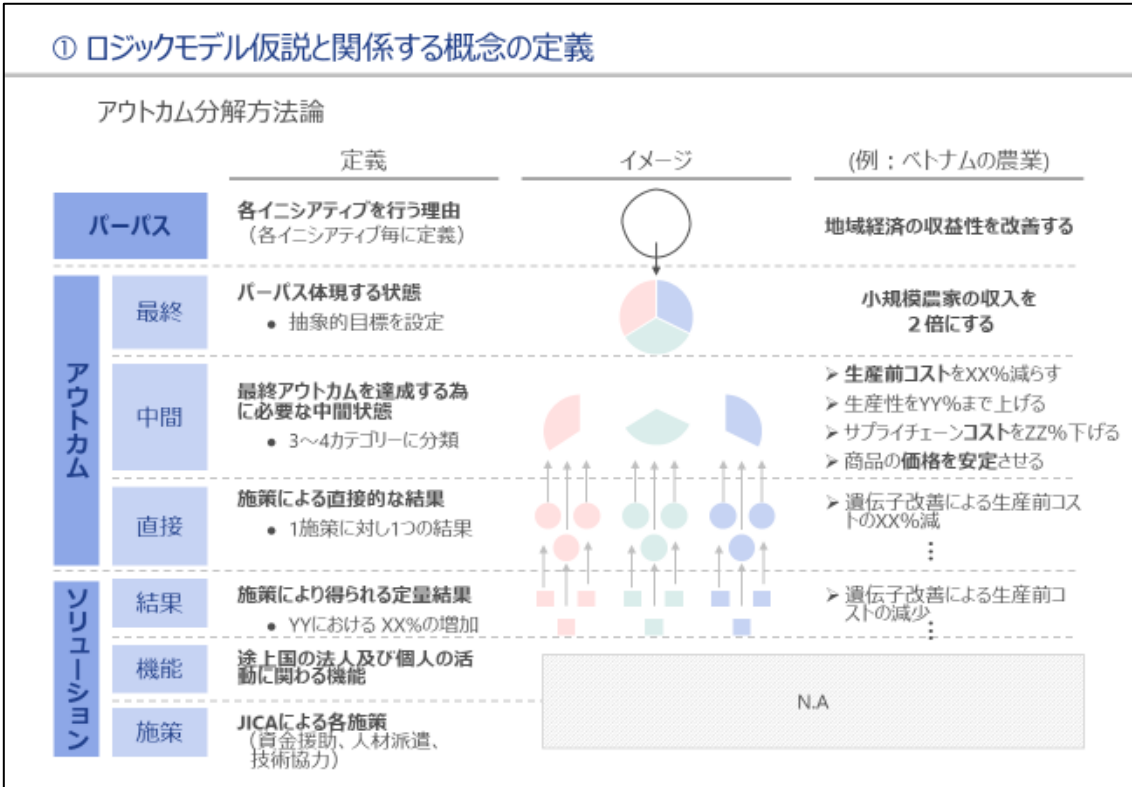 ① ロジックモデル仮説と関係する概念の定義
アウトカム分解方法論
定義
イメージ
(例：ベトナムの農業)
パーパス
各イニシアティブを行う理由
（各イニシアティブ毎に定義）
地域経済の収益性を改善する
アウトカム
最終
パーパス体現する状態
• 抽象的目標を設定
小規模農家の収入を
２倍にする
中間
最終アウトカムを達成する為
に必要な中間状態
• 3～4カテゴリーに分類
➢ 生産前コストをXX%減らす
➢ 生産性をYY%まで上げる
➢ サプライチェーンコストをZZ%下げる
➢ 商品の価格を安定させる
直接
施策による直接的な結果
• 1施策に対し1つの結果
➢ 遺伝子改善による生産前コス
トのXX%減
⋮
ソリューション
結果
施策により得られる定量結果
• YYにおける XX%の増加
➢ 遺伝子改善による生産前コ
ストの減少
⋮
機能
途上国の法人及び個人の活
動に関わる機能
N.A
施策
JICAによる各施策
（資金援助、人材派遣、
技術協力）